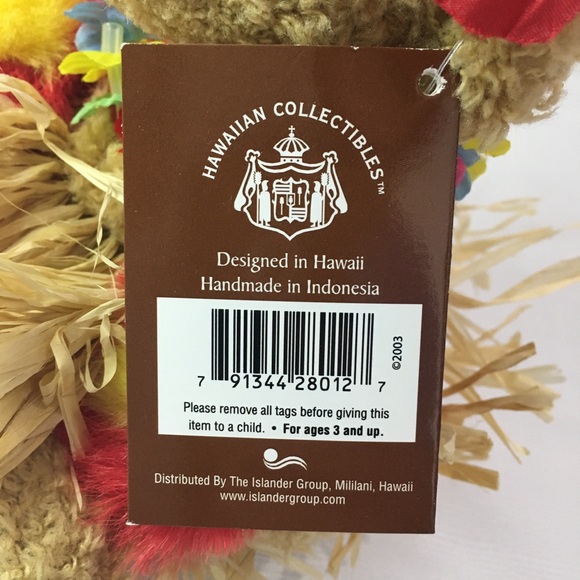 HAWAIIAN COLLECTIBLES™
Designed in Hawaii
Handmade in Indonesia
7 91344 28012 7
©2003
Please remove all tags before giving this
item to a child. • For ages 3 and up.
Distributed By The Islander Group, Mililani, Hawaii
www.islandergroup.com